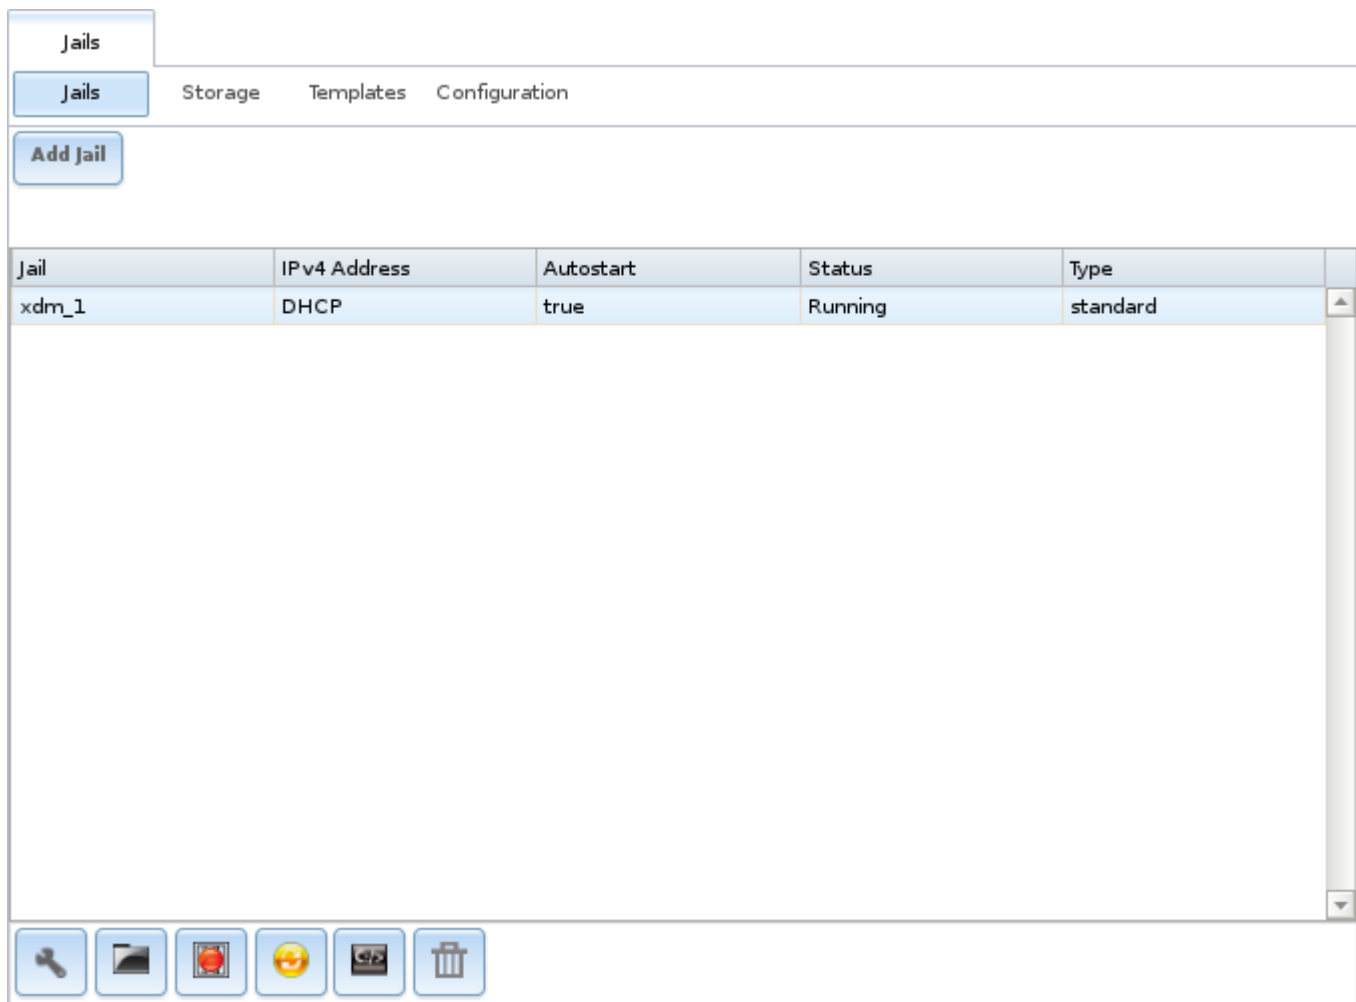 Jails
Jails Storage Templates Configuration
Add Jail
Jail IPv4 Address Autostart Status Type
xdm_1 DHCP true Running standard